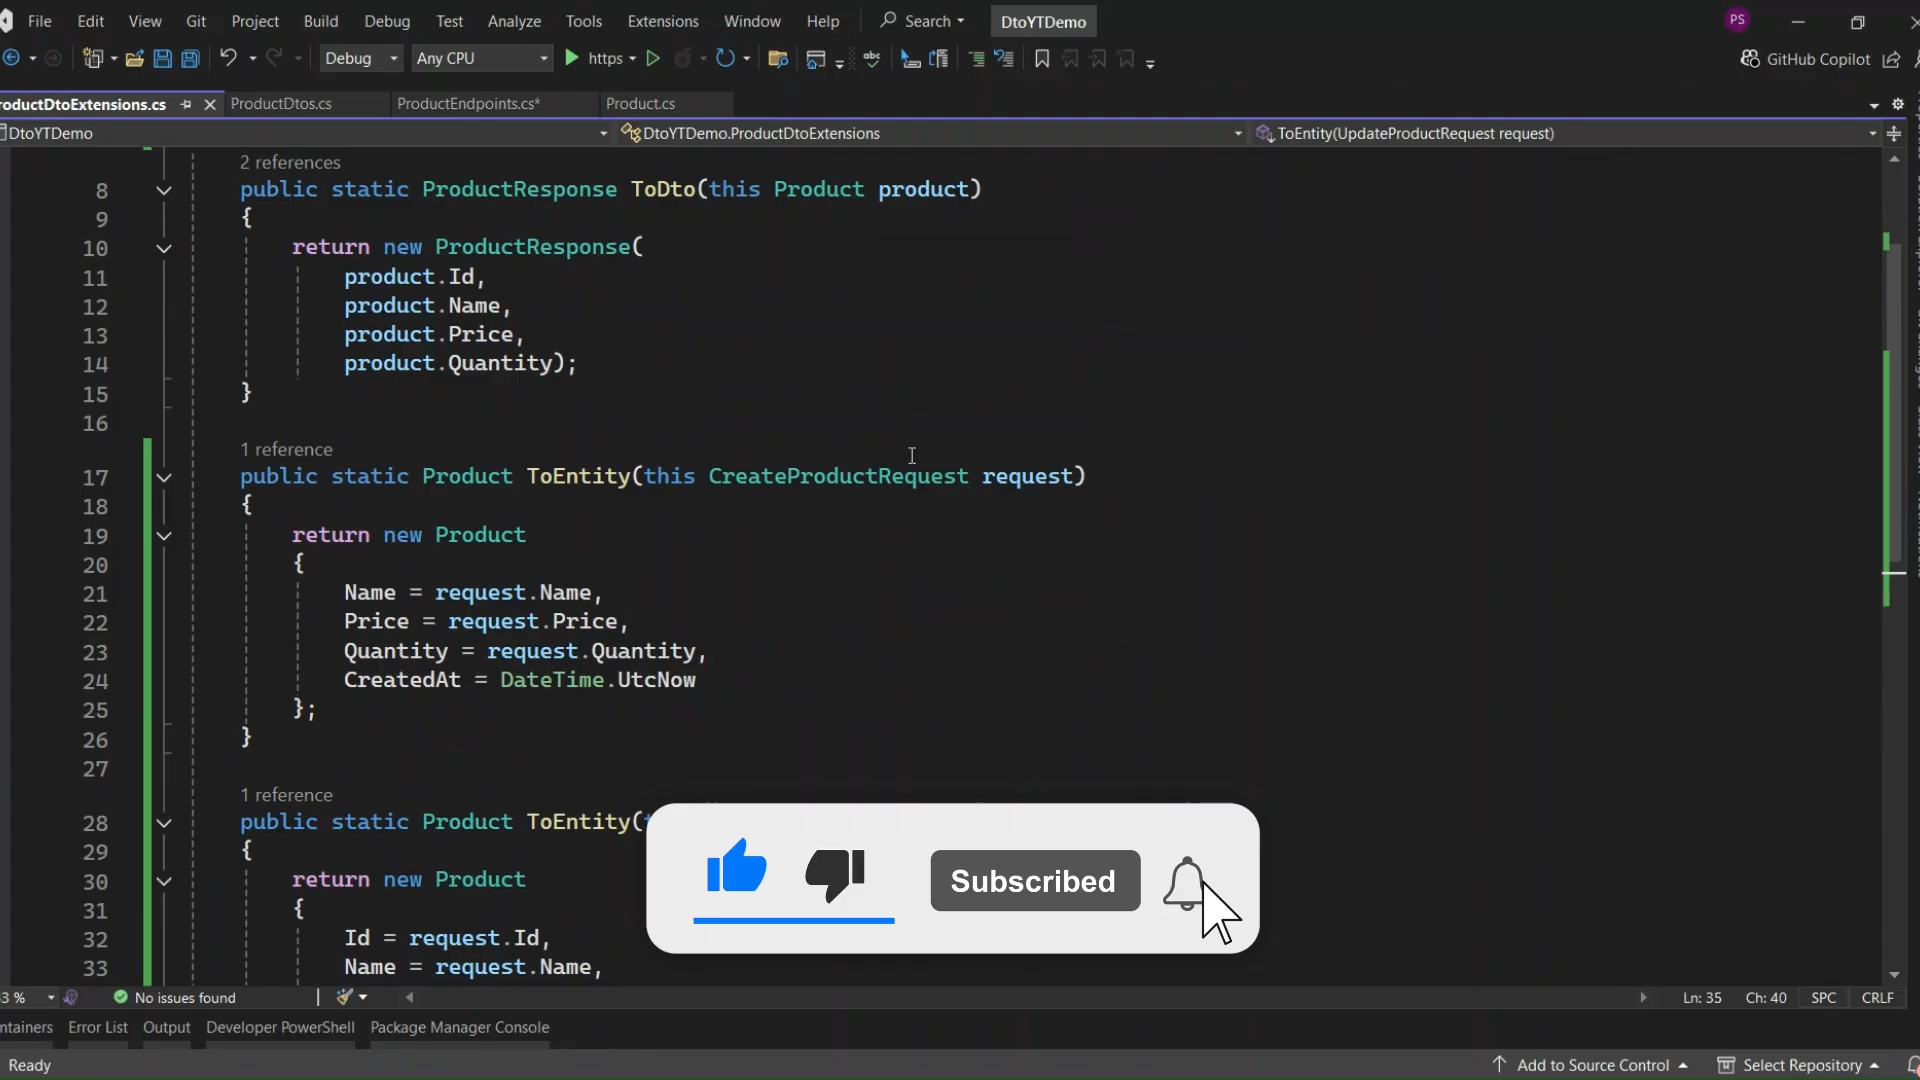 File Edit View Git Project Build Debug Test Analyze Tools Extensions Window Help Search DtoYTDemo PS
Debug Any CPU https GitHub Copilot
roductDtoExtensions.cs ProductDtos.cs ProductEndpoints.cs* Product.cs
DtoYTDemo DtoYTDemo.ProductDtoExtensions ToEntity(UpdateProductRequest request)
2 references
8 public static ProductResponse ToDto(this Product product)
9 {
10 return new ProductResponse(
11 product.Id,
12 product.Name,
13 product.Price,
14 product.Quantity);
15 }
16
1 reference
17 public static Product ToEntity(this CreateProductRequest request)
18 {
19 return new Product
20 {
21 Name = request.Name,
22 Price = request.Price,
23 Quantity = request.Quantity,
24 CreatedAt = DateTime.UtcNow
25 };
26 }
27
1 reference
28 public static Product ToEntity(
29 {
30 return new Product
31 {
32 Id = request.Id,
33 Name = request.Name,
Subscribed
3 % No issues found Ln: 35 Ch: 40 SPC CRLF
ntainers Error List Output Developer PowerShell Package Manager Console
Ready Add to Source Control Select Repository